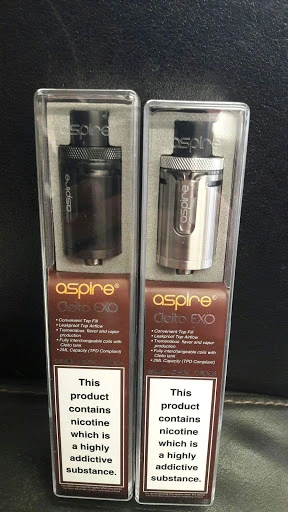 aspire
aspire
aspire®
Cleito EXO
• Convenient Top Fill
• Leakproof Top Airflow
• Tremendous flavor and vapor
production
• Fully interchangeable coils with
Cleito tank
• 2ML Capacity (TPD Compliant)
This
product
contains
nicotine
which is
a highly
addictive
substance.
aspire
aspire
aspire®
Cleito EXO
• Convenient Top Fill
• Leakproof Top Airflow
• Tremendous flavor and vapor
production
• Fully interchangeable coils with
Cleito tank
• 2ML Capacity (TPD Compliant)
This
product
contains
nicotine
which is
a highly
addictive
substance.